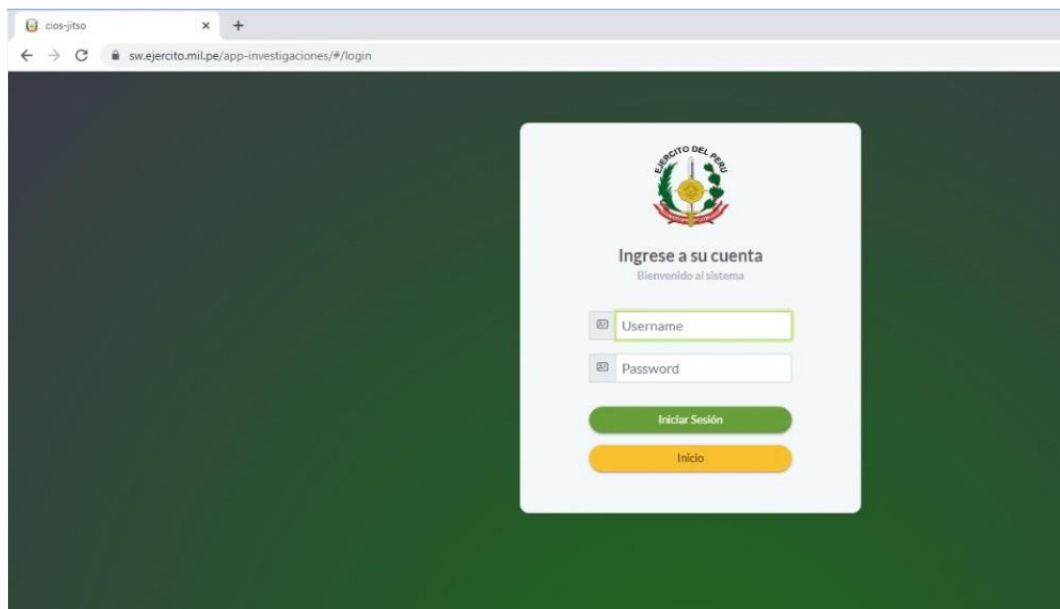 cios-jitso
sw.ejercito.mil.pe/app-investigaciones/#/login
EJERCITO DEL PERÚ
Ingrese a su cuenta
Bienvenido al sistema
Username
Password
Iniciar Sesión
Inicio